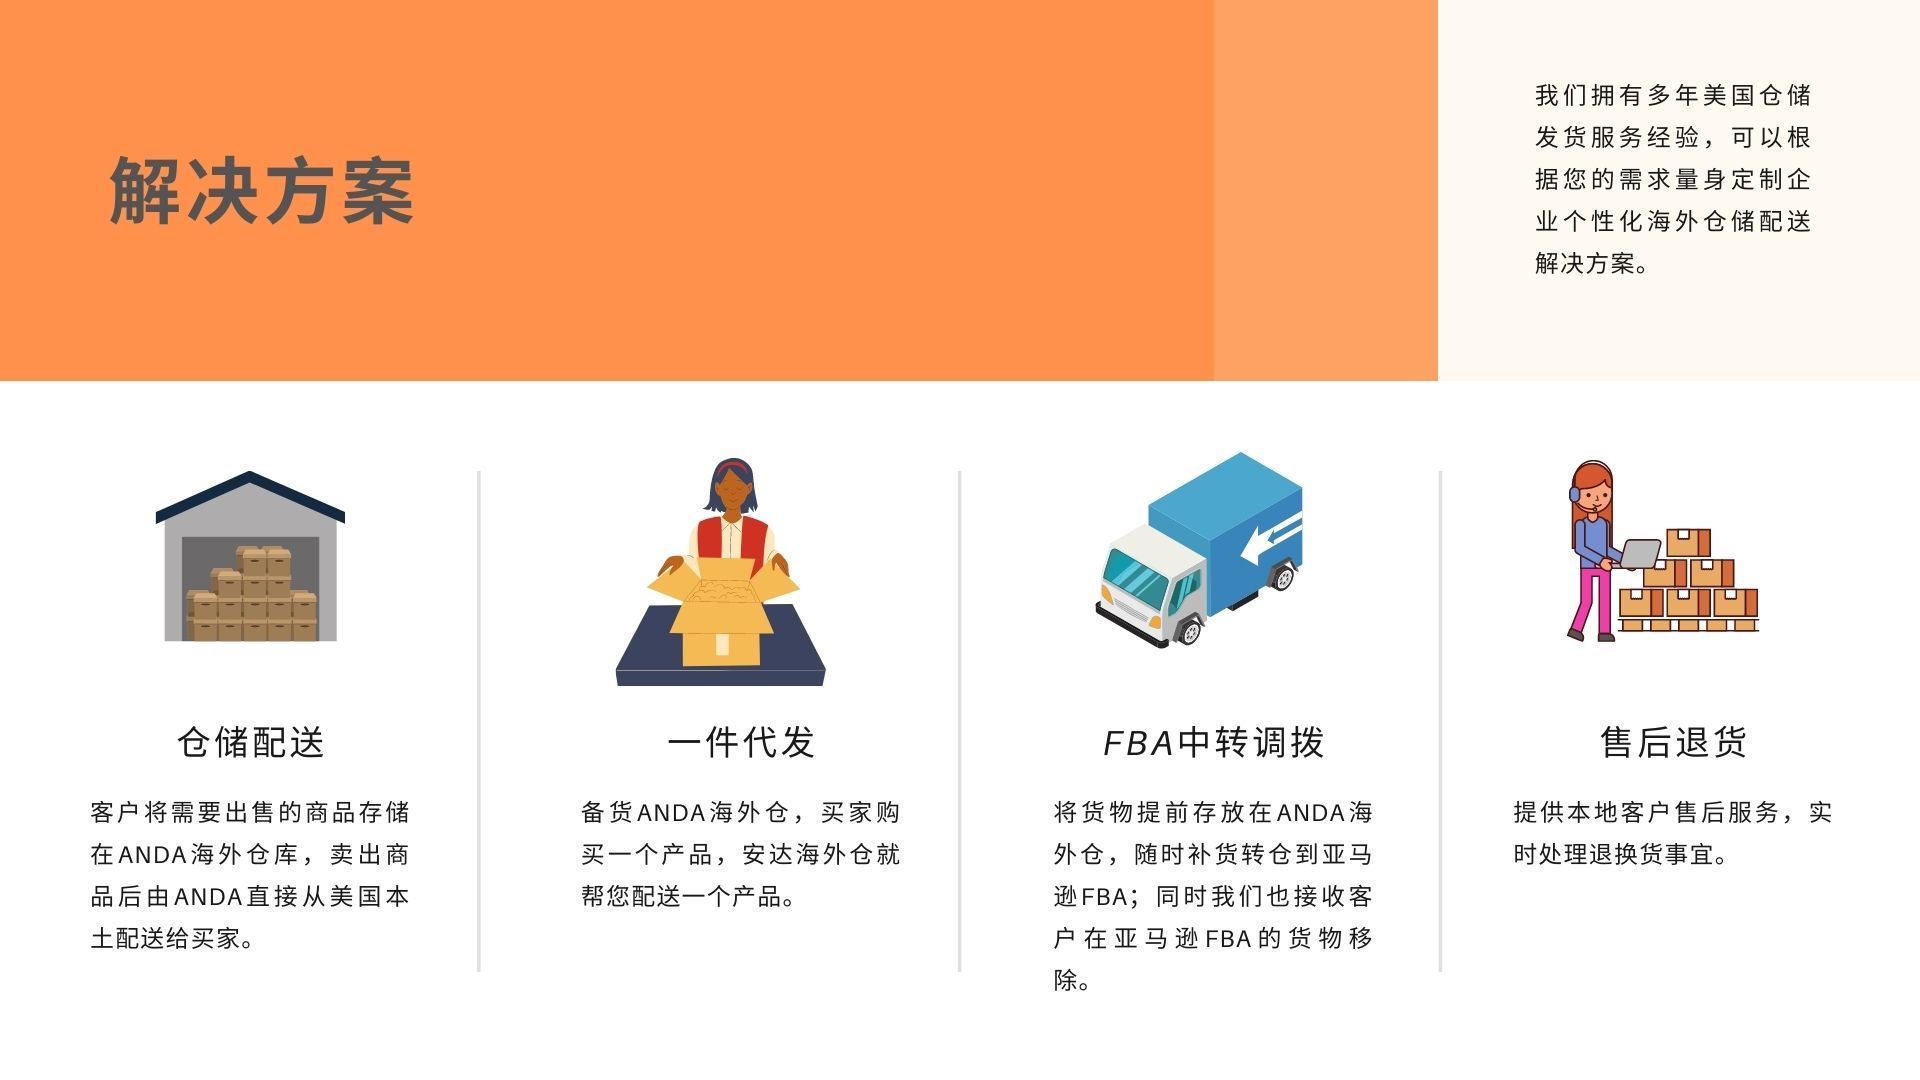 解决方案
我们拥有多年美国仓储
发货服务经验，可以根
据您的需求量身定制企
业个性化海外仓储配送
解决方案。
仓储配送
客户将需要出售的商品存储
在ANDA海外仓库，卖出商
品后由ANDA直接从美国本
土配送给买家。
一件代发
备货ANDA海外仓，买家购
买一个产品，安达海外仓就
帮您配送一个产品。
FBA中转调拨
将货物提前存放在ANDA海
外仓，随时补货转仓到亚马
逊FBA；同时我们也接收客
户在亚马逊FBA的货物移
除。
售后退货
提供本地客户售后服务，实
时处理退换货事宜。